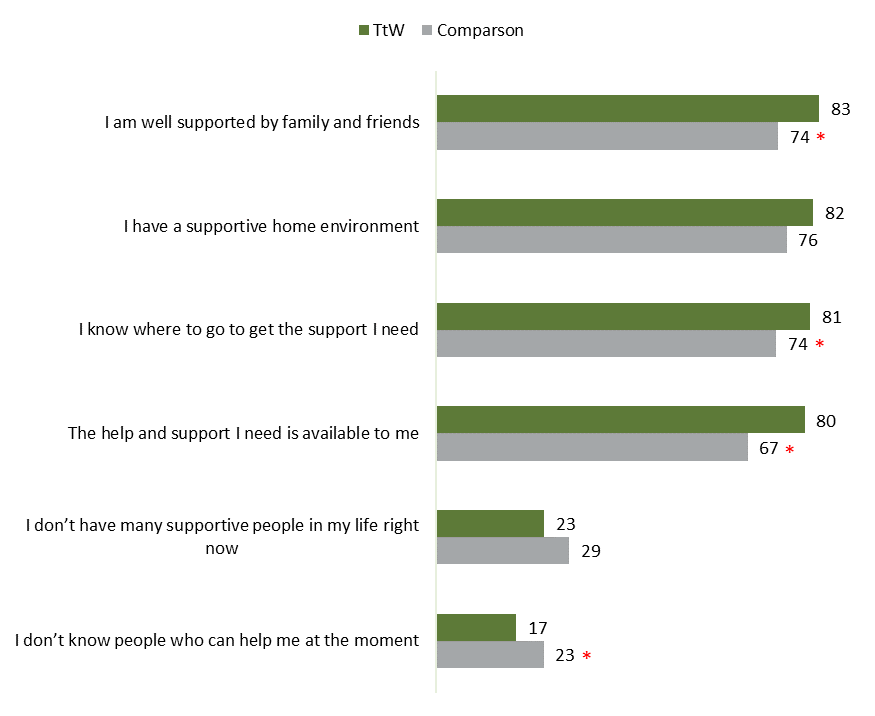 TtW Comparson
I am well supported by family and friends
83
74 *
I have a supportive home environment
82
76
I know where to go to get the support I need
81
74 *
The help and support I need is available to me
80
67 *
I don’t have many supportive people in my life right
now
23
29
I don’t know people who can help me at the moment
17
23 *